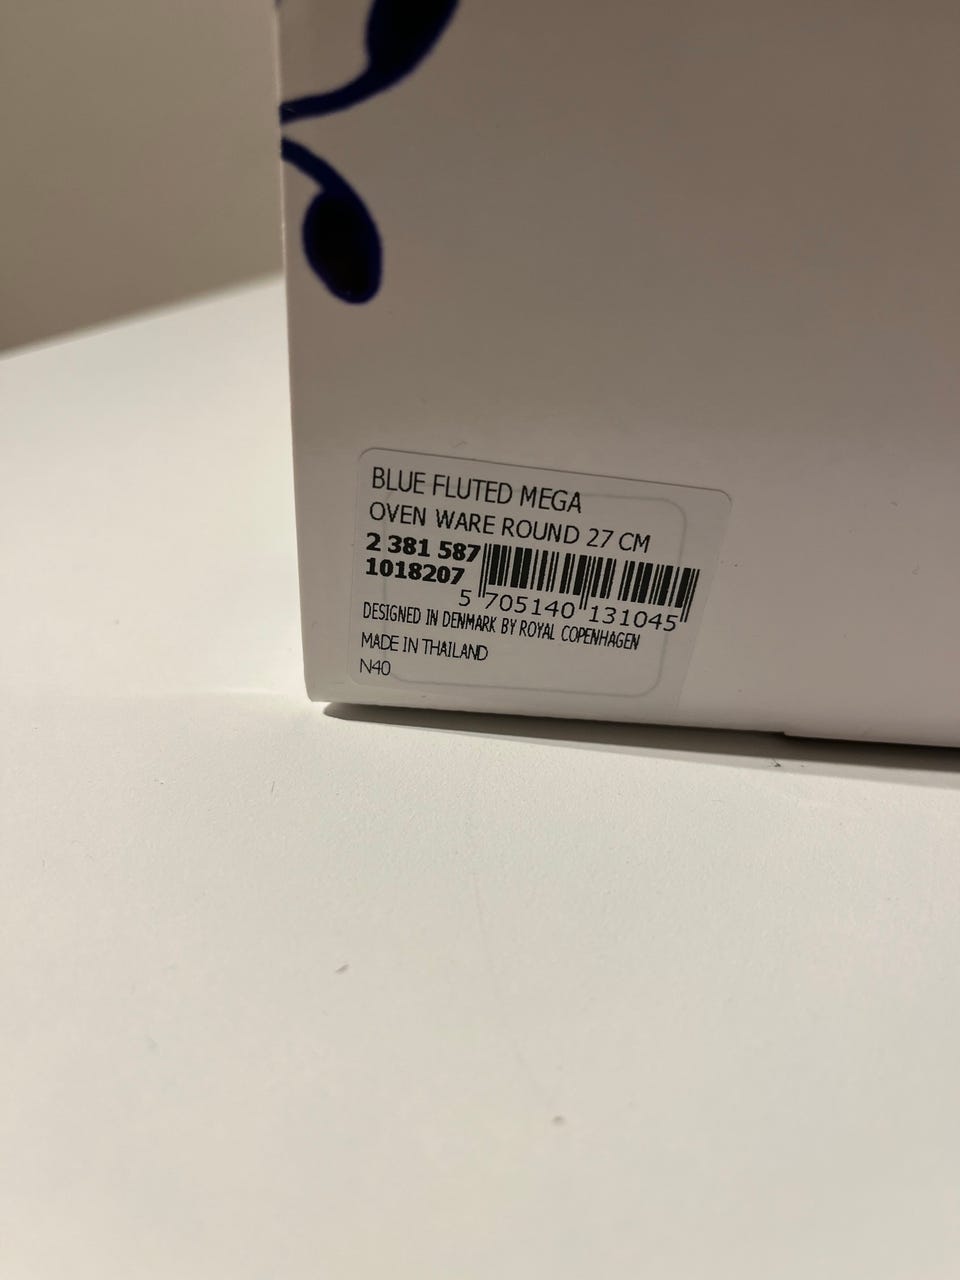 BLUE FLUTED MEGA
OVEN WARE ROUND 27 CM
2 381 587
1018207
5 705140 131045
DESIGNED IN DENMARK BY ROYAL COPENHAGEN
MADE IN THAILAND
N40